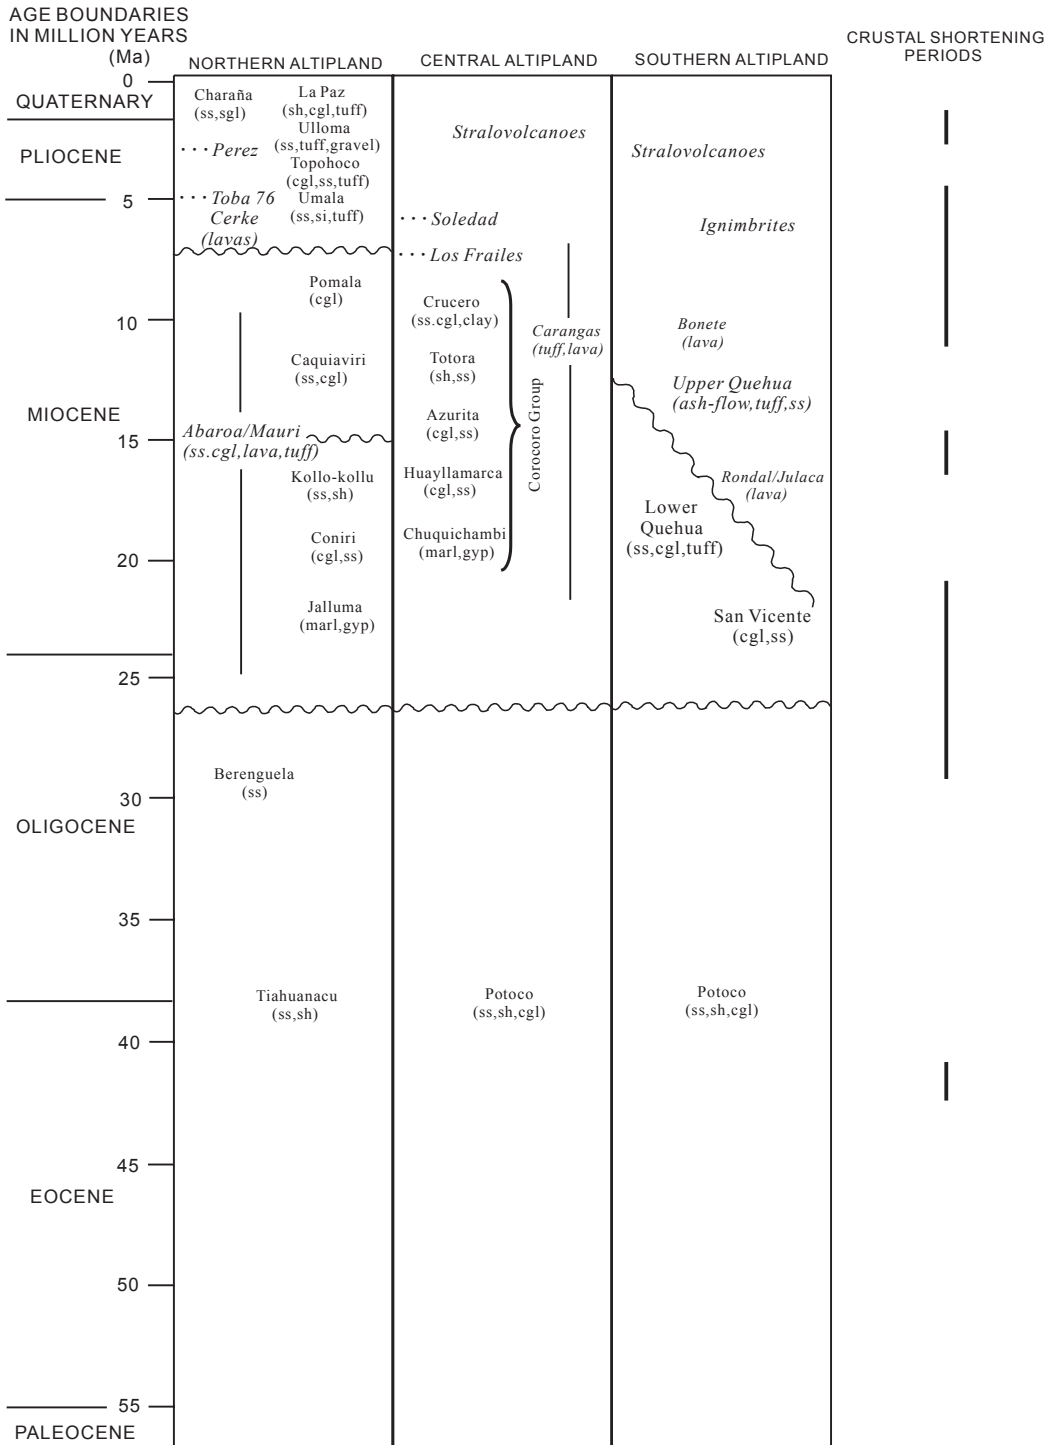 AGE BOUNDARIES
IN MILLION YEARS
(Ma)
NORTHERN ALTIPLAND
CENTRAL ALTIPLAND
SOUTHERN ALTIPLAND
CRUSTAL SHORTENING
PERIODS
0
5
10
15
20
25
30
35
40
45
50
55
QUATERNARY
PLIOCENE
MIOCENE
OLIGOCENE
EOCENE
PALEOCENE
Charaña
(ss,sgl)
Perez
Toba 76
Cerke
(lavas)
La Paz
(sh,cgl,tuff)
Ulloma
(ss,tuff,gravel)
Topohoco
(cgl,ss,tuff)
Umala
(ss,si,tuff)
Pomala
(cgl)
Caquiaviri
(ss,cgl)
Abaroa/Mauri
(ss.cgl,lava,tuff)
Kollo-kollu
(ss,sh)
Coniri
(cgl,ss)
Jalluma
(marl,gyp)
Berenguela
(ss)
Tiahuanacu
(ss,sh)
Stralovolcanoes
Soledad
Los Frailes
Crucero
(ss.cgl,clay)
Totora
(sh,ss)
Azurita
(cgl,ss)
Huayllamarca
(cgl,ss)
Chuquichambi
(marl,gyp)
Corocoro Group
Carangas
(tuff,lava)
Potoco
(ss,sh,cgl)
Stralovolcanoes
Ignimbrites
Bonete
(lava)
Upper Quehua
(ash-flow,tuff,ss)
Rondal/Julaca
(lava)
Lower
Quehua
(ss,cgl,tuff)
San Vicente
(cgl,ss)
Potoco
(ss,sh,cgl)